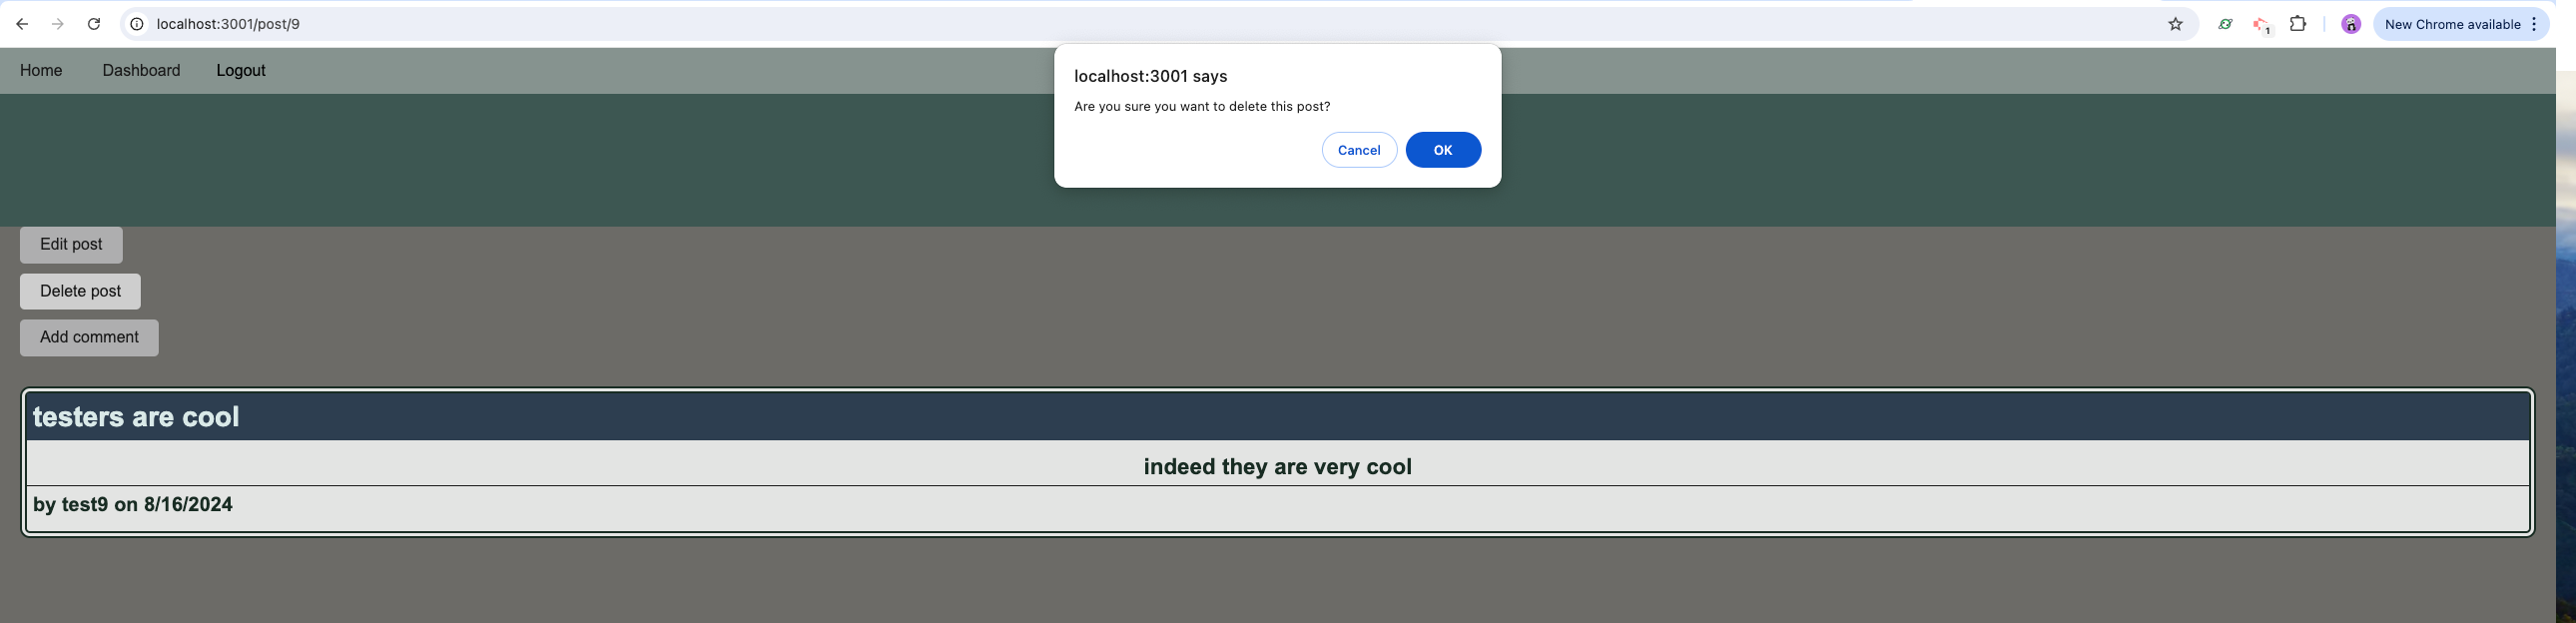 localhost:3001/post/9
New Chrome available
1
Home Dashboard Logout
localhost:3001 says
Are you sure you want to delete this post?
Cancel OK
Edit post
Delete post
Add comment
testers are cool
indeed they are very cool
by test9 on 8/16/2024